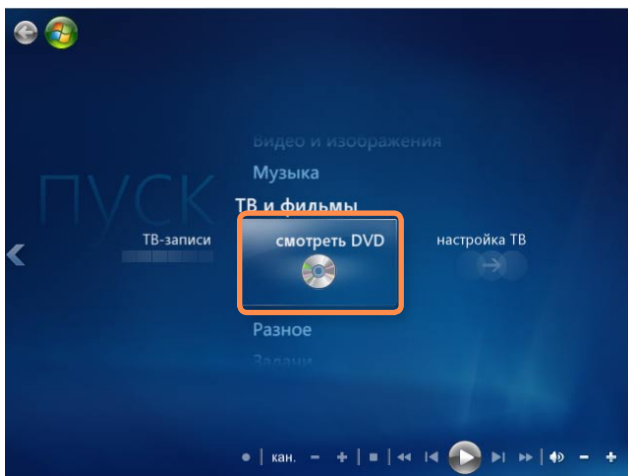 Видео и изображения
Музыка
ПУСК
ТВ и фильмы
ТВ-записи
смотреть DVD
настройка ТВ
Разное
Задачи
кан.